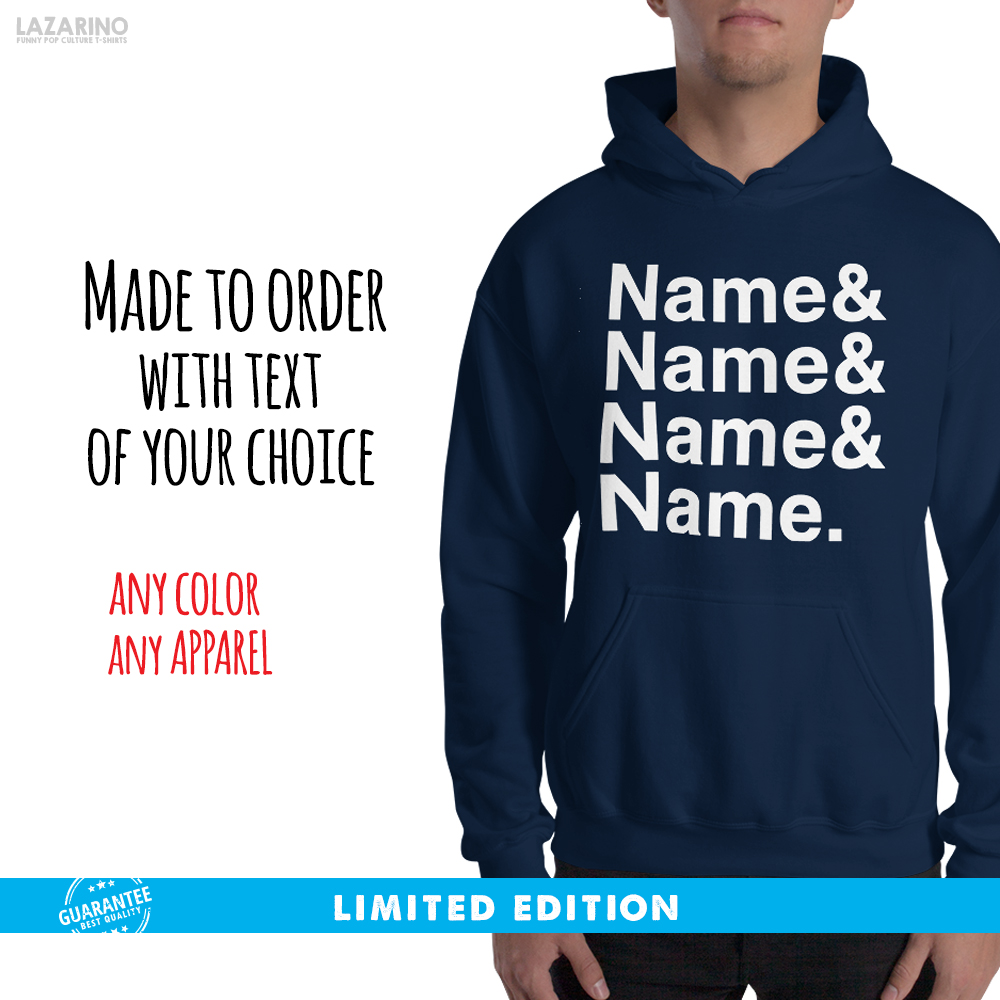 LAZARINO
FUNNY POP CULTURE T-SHIRTS
Name&
Name&
Name&
Name.
MADE TO ORDER
WITH TEXT
OF YOUR CHOICE
ANY COLOR
ANY APPAREL
GUARANTEE
BEST QUALITY
LIMITED EDITION